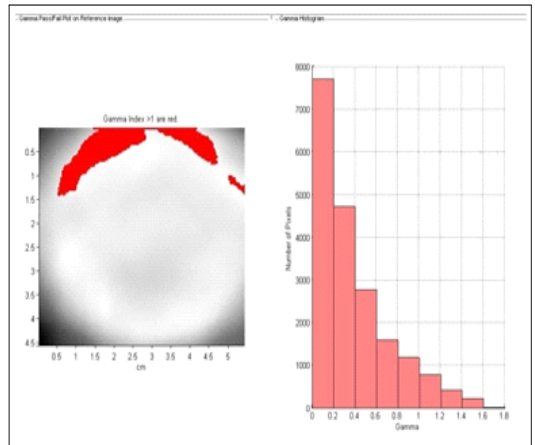 Gamma Pass/Fail Plot on Reference image
Gamma Histogram
Gamma Index >1 are red
0.5
1
1.5
2
2.5
3
3.5
4
4.5
0.5 1 1.5 2 2.5 3 3.5 4 4.5 5
cm
8000
7000
6000
5000
4000
3000
2000
1000
0
Number of Pixels
0 0.2 0.4 0.6 0.8 1 1.2 1.4 1.6 1.8
Gamma